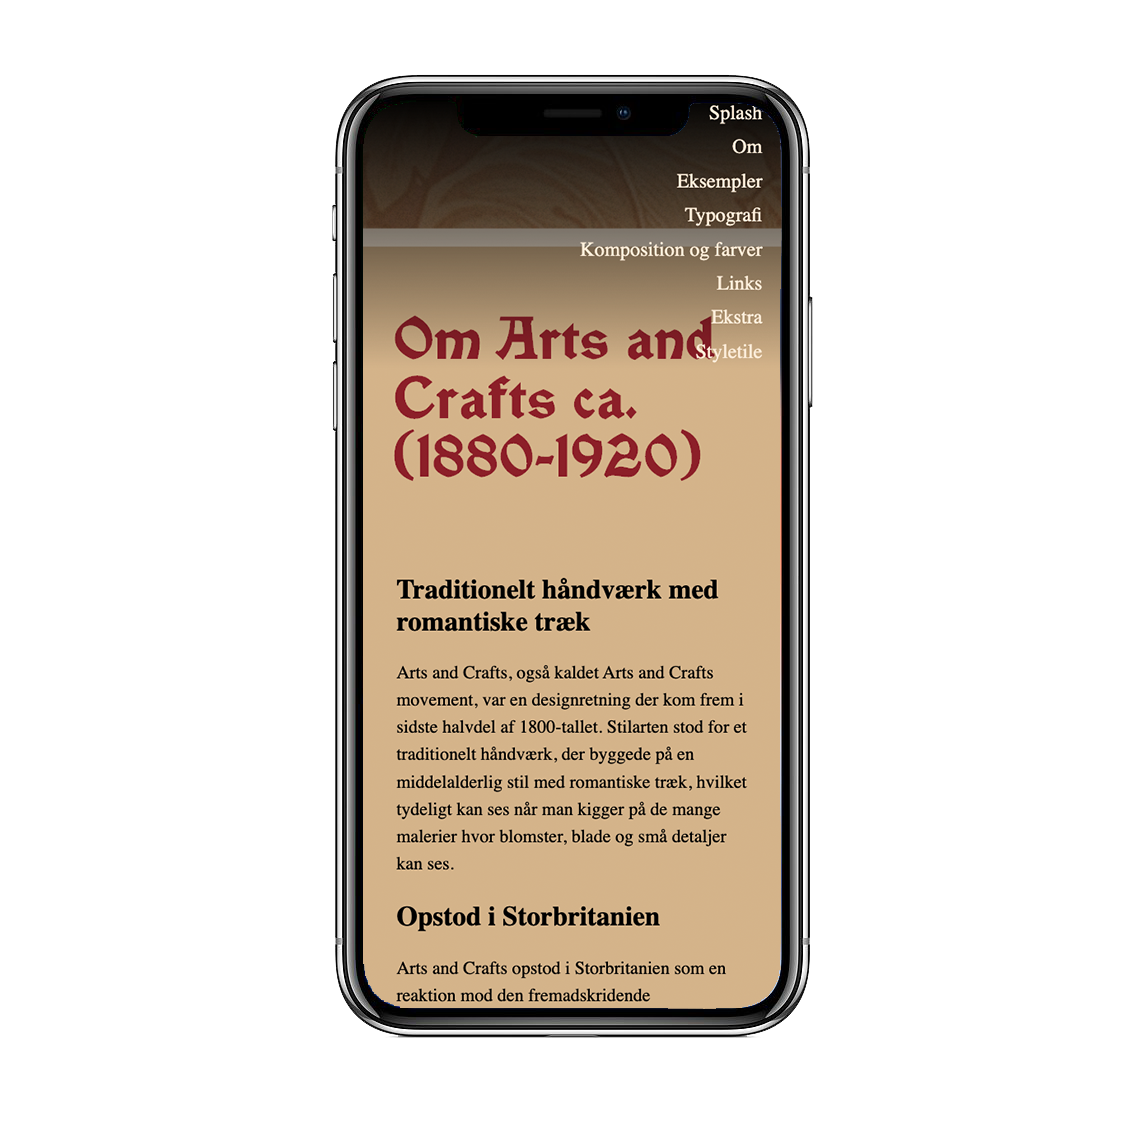 Splash
Om
Eksempler
Typografi
Komposition og farver
Links
Ekstra
Styletile
Om Arts and
Crafts ca.
(1880-1920)
Traditionelt håndværk med
romantiske træk
Arts and Crafts, også kaldet Arts and Crafts
movement, var en designretning der kom frem i
sidste halvdel af 1800-tallet. Stilarten stod for et
traditionelt håndværk, der byggede på en
middelalderlig stil med romantiske træk, hvilket
tydeligt kan ses når man kigger på de mange
malerier hvor blomster, blade og små detaljer
kan ses.
Opstod i Storbritanien
Arts and Crafts opstod i Storbritanien som en
reaktion mod den fremadskridende